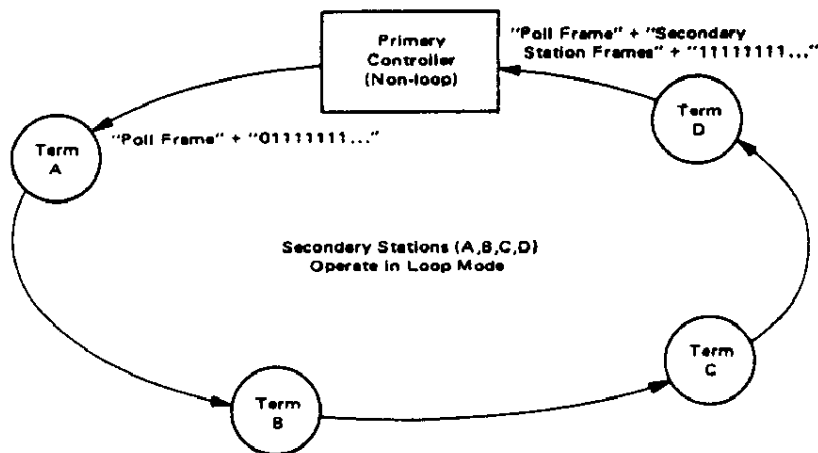 Primary
Controller
(Non-loop)
"Poll Frame" + "Secondary
Station Frames" + "11111111..."
Term
A
"Poll Frame" + "01111111..."
Term
D
Secondary Stations (A,B,C,D)
Operate in Loop Mode
Term
B
Term
C